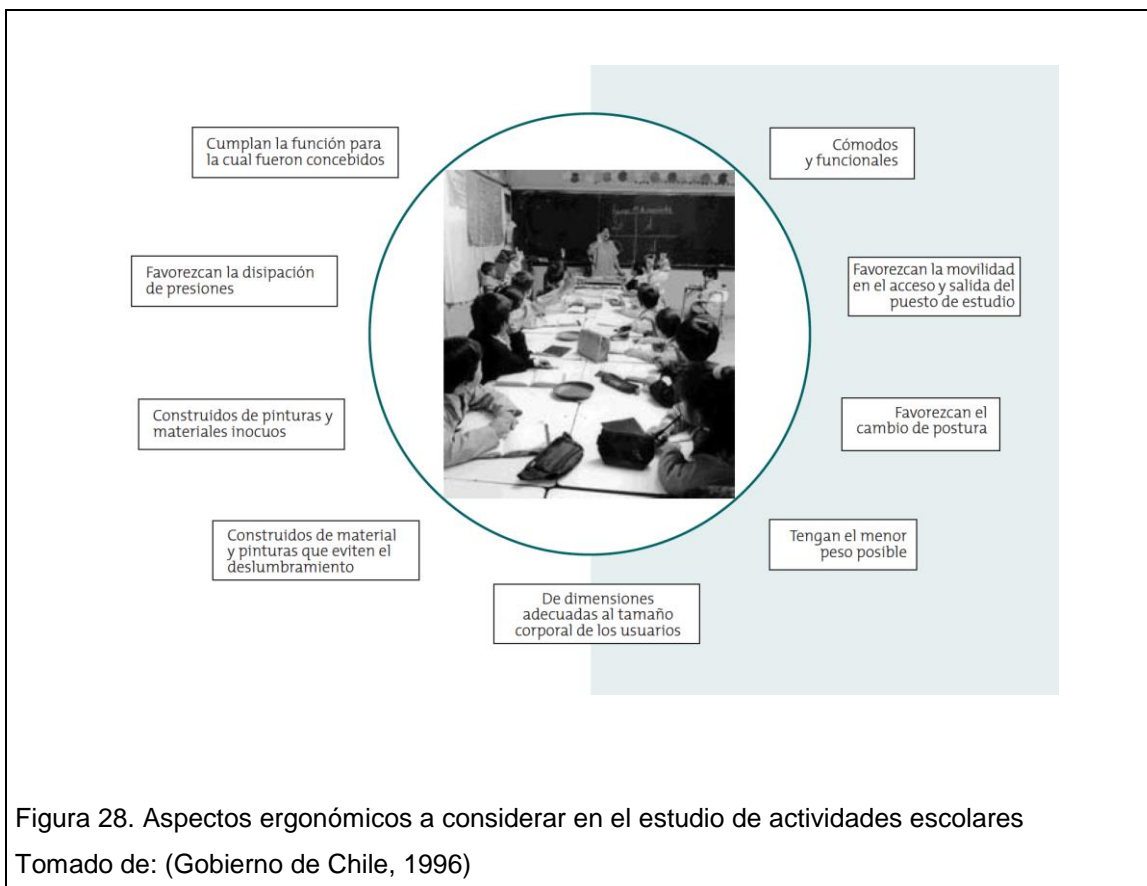 Cumplan la función para
la cual fueron concebidos
Cómodos
y funcionales
Favorezcan la disipación
de presiones
Favorezcan la movilidad
en el acceso y salida del
puesto de estudio
Construidos de pinturas y
materiales inocuos
Favorezcan el
cambio de postura
Construidos de material
y pinturas que eviten el
deslumbramiento
Tengan el menor
peso posible
De dimensiones
adecuadas al tamaño
corporal de los usuarios
Figura 28. Aspectos ergonómicos a considerar en el estudio de actividades escolares
Tomado de: (Gobierno de Chile, 1996)